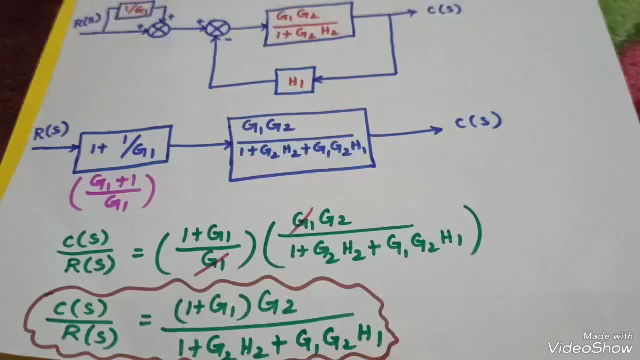 R(S) 1/G1 + + + - G1 G2 / 1 + G2 H2 C(S)
H1
R(S) 1 + 1/G1 G1 G2 / 1 + G2 H2 + G1 G2 H1 C(S)
(G1 + 1 / G1)
C(S)/R(S) = (1 + G1 / G1) (G1 G2 / 1 + G2 H2 + G1 G2 H1)
C(S)/R(S) = (1 + G1) G2 / 1 + G2 H2 + G1 G2 H1
Made with
VideoShow